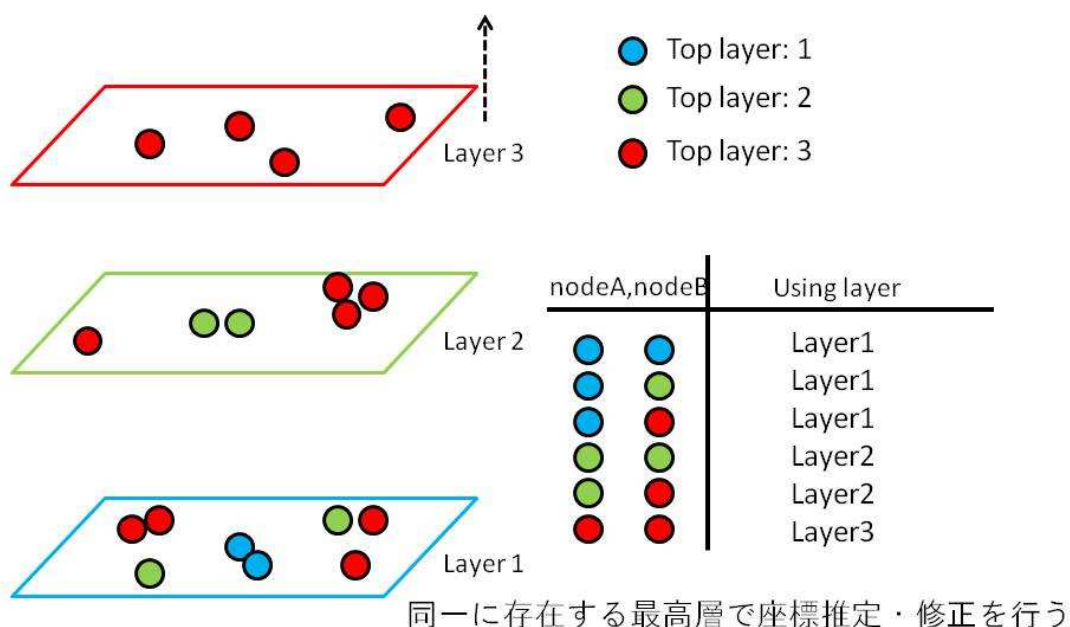 Top layer: 1
Top layer: 2
Top layer: 3
Layer 3
Layer 2
Layer 1
nodeA,nodeB Using layer
Layer1
Layer1
Layer1
Layer2
Layer2
Layer3
同一に存在する最高層で座標推定・修正を行う